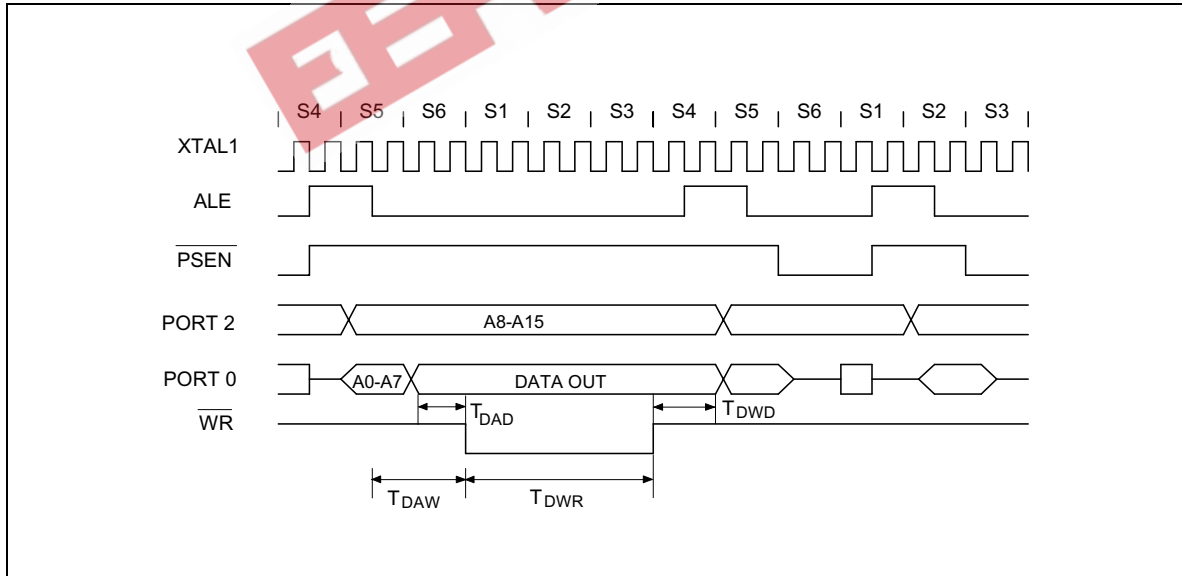 S4 S5 S6 S1 S2 S3 S4 S5 S6 S1 S2 S3
XTAL1
ALE
PSEN
PORT 2 A8-A15
PORT 0 A0-A7 DATA OUT
WR TDAD TDWD
TDAW TDWR